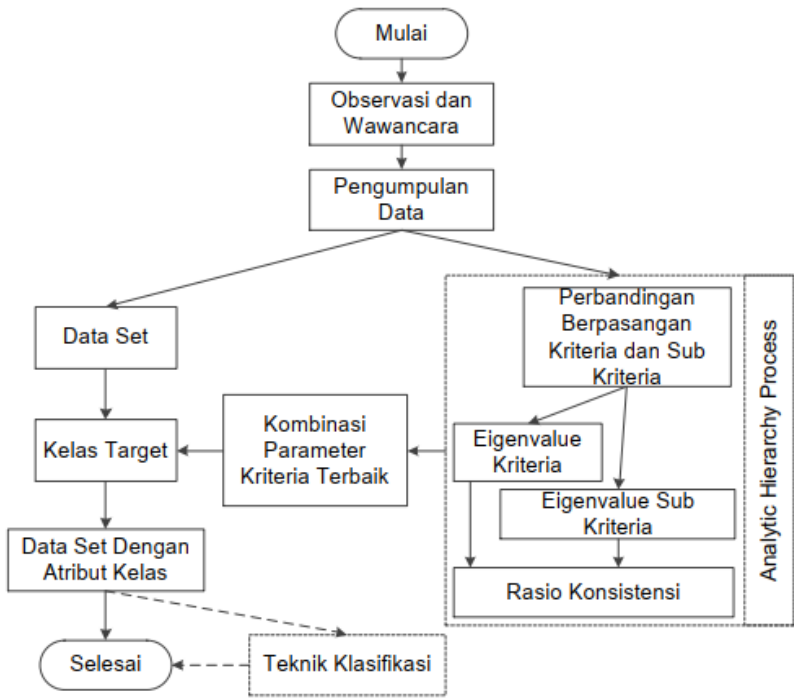 Mulai
Observasi dan
Wawancara
Pengumpulan
Data
Data Set
Kelas Target
Data Set Dengan
Atribut Kelas
Selesai
Kombinasi
Parameter
Kriteria Terbaik
Teknik Klasifikasi
Perbandingan
Berpasangan
Kriteria dan Sub
Kriteria
Eigenvalue
Kriteria
Eigenvalue Sub
Kriteria
Rasio Konsistensi
Analytic Hierarchy Process